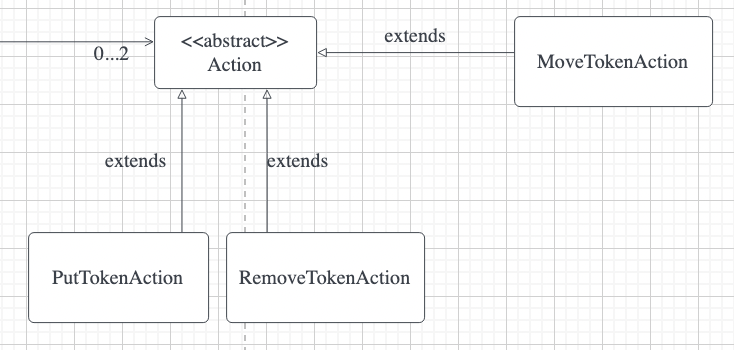 <<abstract>>
Action
0...2
extends
MoveTokenAction
extends
extends
PutTokenAction
RemoveTokenAction